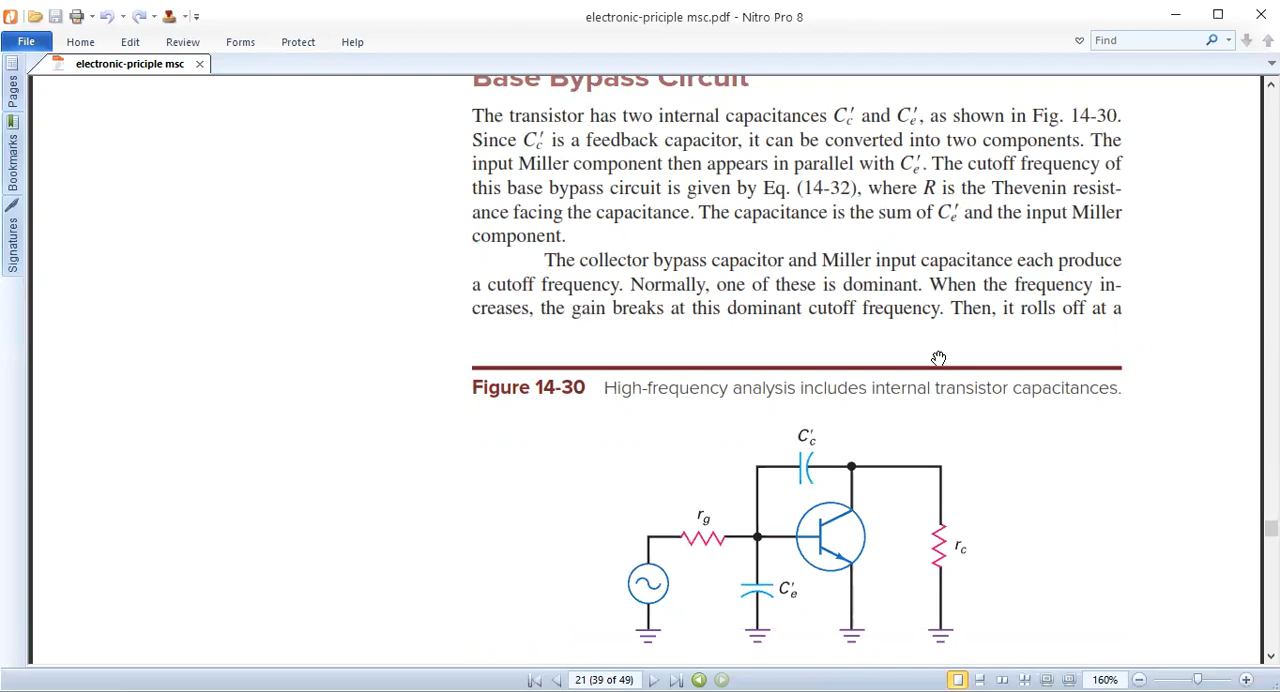 electronic-priciple msc.pdf - Nitro Pro 8
File Home Edit Review Forms Protect Help
Find
electronic-priciple msc
Pages
Bookmarks
Signatures
Base Bypass Circuit
The transistor has two internal capacitances C′c and C′e, as shown in Fig. 14-30.
Since C′c is a feedback capacitor, it can be converted into two components. The
input Miller component then appears in parallel with C′e. The cutoff frequency of
this base bypass circuit is given by Eq. (14-32), where R is the Thevenin resist-
ance facing the capacitance. The capacitance is the sum of C′e and the input Miller
component.
The collector bypass capacitor and Miller input capacitance each produce
a cutoff frequency. Normally, one of these is dominant. When the frequency in-
creases, the gain breaks at this dominant cutoff frequency. Then, it rolls off at a
Figure 14-30 High-frequency analysis includes internal transistor capacitances.
C′c
rg
rc
C′e
21 (39 of 49)
160%